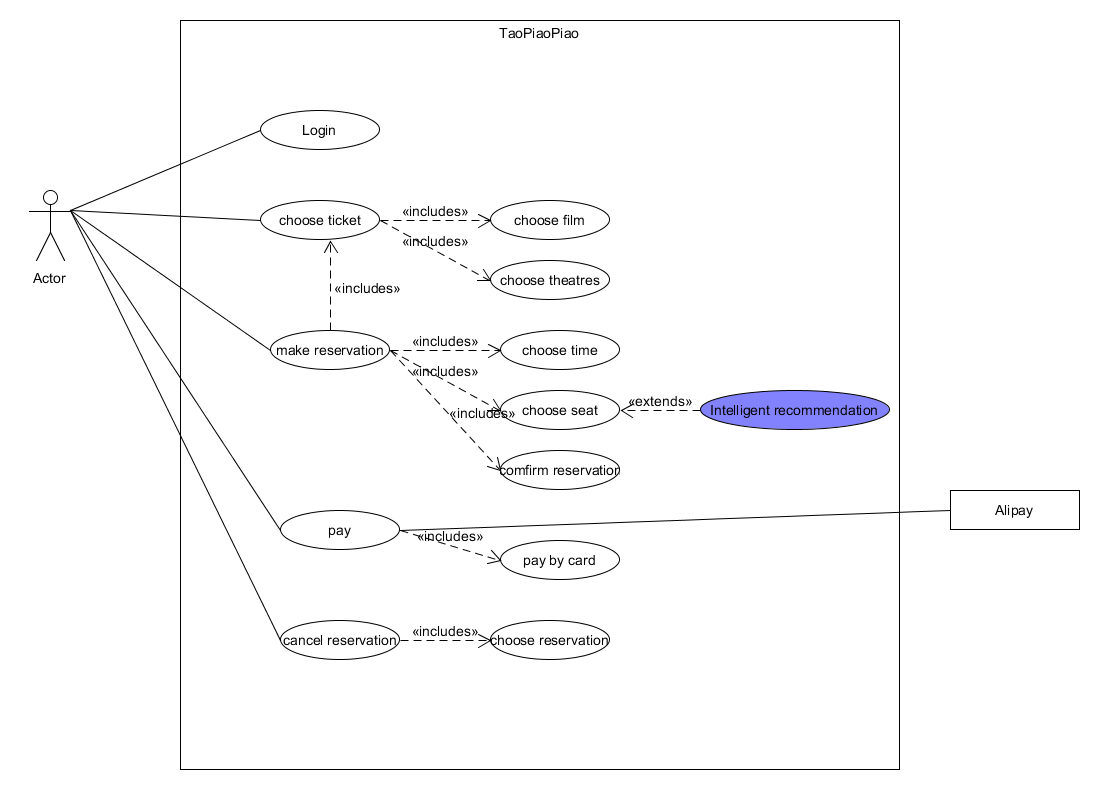 TaoPiaoPiao
Login
Actor
choose ticket
«includes»
choose film
«includes»
choose theatres
«includes»
make reservation
«includes»
choose time
«includes»
choose seat
«extends»
Intelligent recommendation
«includes»
comfirm reservation
pay
Alipay
«includes»
pay by card
cancel reservation
«includes»
choose reservation